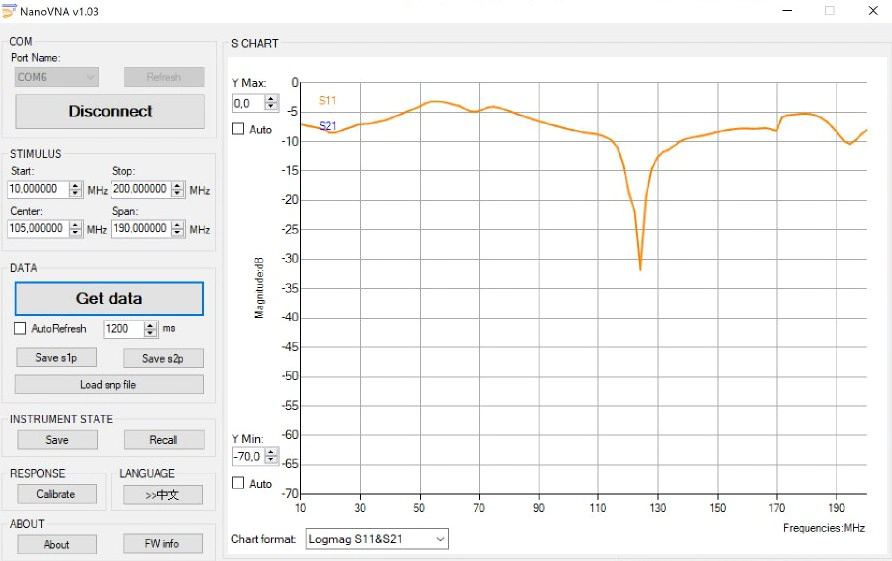 NanoVNA v1.03
COM
Port Name:
COM6
Refresh
Disconnect
STIMULUS
Start:
Stop:
10,000000 MHz 200.000000 MHz
Center:
Span:
105,000000 MHz 190.000000 MHz
DATA
Get data
AutoRefresh 1200 ms
Save s1p
Save s2p
Load snp file
INSTRUMENT STATE
Save
Recall
RESPONSE
LANGUAGE
Calibrate
>>中文
ABOUT
About
FW info
S CHART
Y Max:
0,0
Auto
S11
S21
0
-5
-10
-15
-20
-25
-30
-35
-40
-45
-50
-55
-60
-65
-70
Magnitude:dB
Y Min:
-70,0
Auto
10 30 50 70 90 110 130 150 170 190
Frequencies:MHz
Chart format: Logmag S11&S21